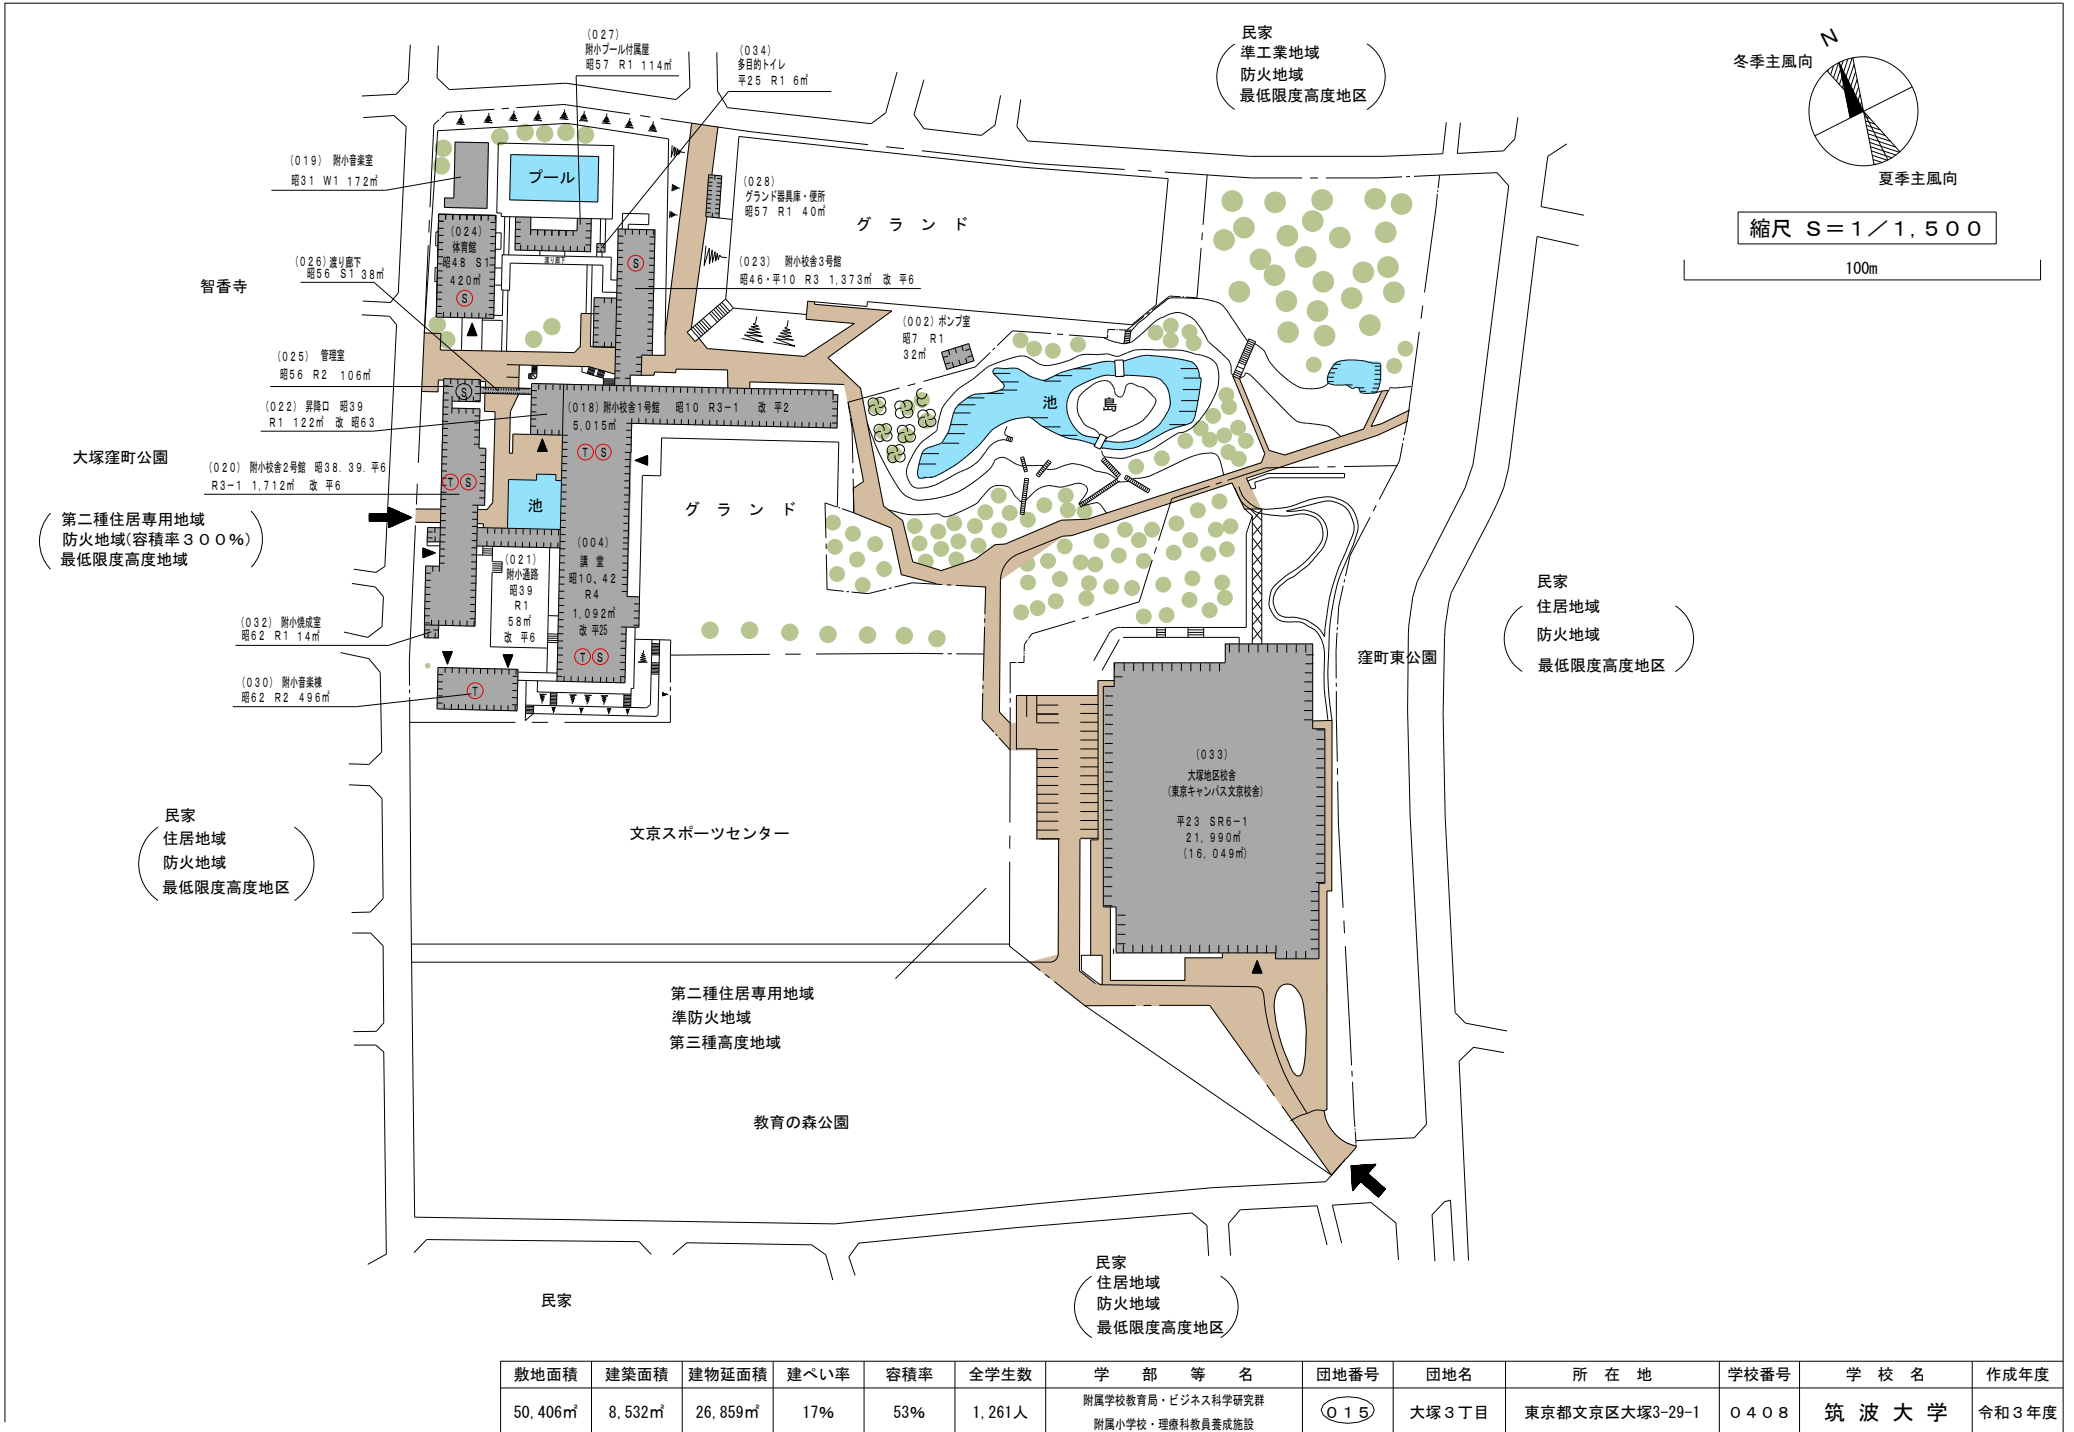 (027)
附小プール付属屋
昭57 R1 114㎡
(034)
多目的トイレ
平25 R1 6㎡
民家
準工業地域
防火地域
最低限度高度地区
N
冬季主風向
夏季主風向
縮尺 S=1/1,500
100m
(019) 附小音楽室
昭31 W1 172㎡
プール
(028)
グランド器具庫・便所
昭57 R1 40㎡
グランド
(024)
体育館
昭48 S1
420㎡
S
渡り廊下
S
(026)渡り廊下
昭56 S1 38㎡
智香寺
(023) 附小校舎3号館
昭46・平10 R3 1,373㎡ 改 平6
(002)ポンプ室
昭7 R1
32㎡
(025) 管理室
昭56 R2 106㎡
S
(022) 昇降口 昭39
R1 122㎡ 改 昭63
(018)附小校舎1号館 昭10 R3-1 改 平2
5,015㎡
T S
池
島
大塚窪町公園
(020) 附小校舎2号館 昭38.39.平6
R3-1 1,712㎡ 改 平6
T S
池
グランド
第二種住居専用地域
防火地域(容積率300%)
最低限度高度地域
(004)
講堂
昭10、42
R4
1,092㎡
改 平25
T S
(021)
附小通路
昭39
R1
58㎡
改 平6
(032) 附小焼成室
昭62 R1 14㎡
(030) 附小音楽棟
昭62 R2 496㎡
T
民家
住居地域
防火地域
最低限度高度地区
窪町東公園
(033)
大塚地区校舎
(東京キャンパス文京校舎)
平23 SR6-1
21,990㎡
(16,049㎡)
民家
住居地域
防火地域
最低限度高度地区
文京スポーツセンター
第二種住居専用地域
準防火地域
第三種高度地域
教育の森公園
民家
民家
住居地域
防火地域
最低限度高度地区
敷地面積 建築面積 建物延面積 建ぺい率 容積率 全学生数 学部等名 団地番号 団地名 所在地 学校番号 学校名 作成年度
50,406㎡ 8,532㎡ 26,859㎡ 17% 53% 1,261人 附属学校教育局・ビジネス科学研究群 015 大塚3丁目 東京都文京区大塚3-29-1 0408 筑波大学 令和3年度
附属小学校・理療科教員養成施設